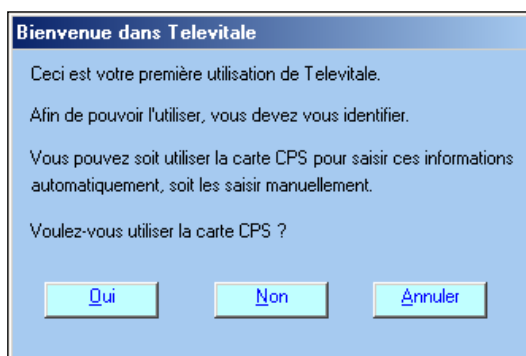 Bienvenue dans Televitale
Ceci est votre première utilisation de Televitale.
Afin de pouvoir l'utiliser, vous devez vous identifier.
Vous pouvez soit utiliser la carte CPS pour saisir ces informations
automatiquement, soit les saisir manuellement.
Voulez-vous utiliser la carte CPS ?
Oui Non Annuler